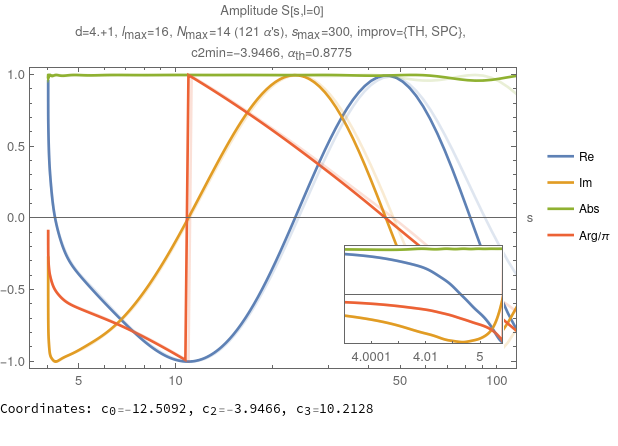 Amplitude S[s,l=0]
d=4.+1, lmax=16, Nmax=14 (121 α's), smax=300, improv={TH, SPC},
c2min=−3.9466, αth=0.8775
1.0
0.5
0.0
−0.5
−1.0
5
10
50
100
s
4.0001
4.01
5
Re
Im
Abs
Arg/π
Coordinates: c0=-12.5092, c2=-3.9466, c3=10.2128